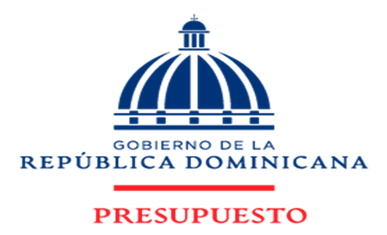 GOBIERNO DE LA
REPÚBLICA DOMINICANA
PRESUPUESTO